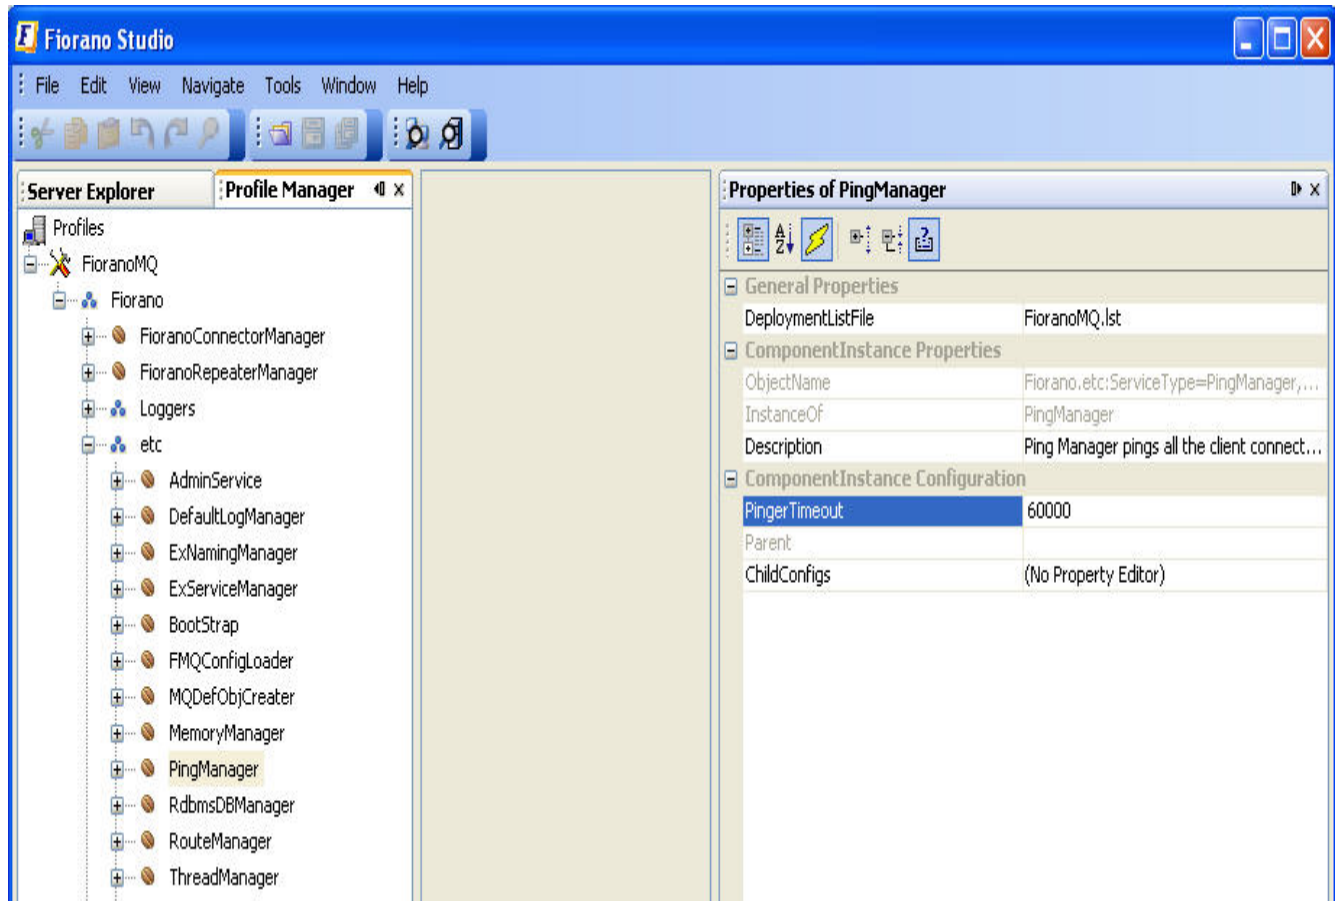 Fiorano Studio
File Edit View Navigate Tools Window Help
Server Explorer
Profile Manager
Profiles
FioranoMQ
Fiorano
FioranoConnectorManager
FioranoRepeaterManager
Loggers
etc
AdminService
DefaultLogManager
ExNamingManager
ExServiceManager
BootStrap
FMQConfigLoader
MQDefObjCreater
MemoryManager
PingManager
RdbmsDBManager
RouteManager
ThreadManager
Properties of PingManager
General Properties
DeploymentListFile FioranoMQ.lst
ComponentInstance Properties
ObjectName Fiorano.etc:ServiceType=PingManager,...
InstanceOf PingManager
Description Ping Manager pings all the client connect...
ComponentInstance Configuration
PingerTimeout 60000
Parent
ChildConfigs (No Property Editor)